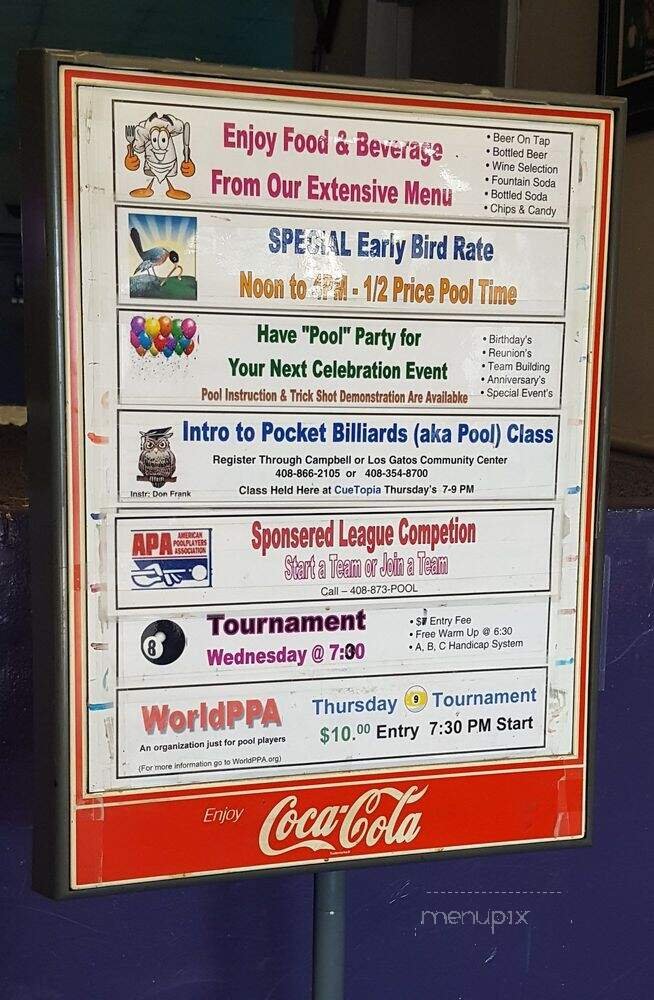 Enjoy Food & Beverage
From Our Extensive Menu
• Beer On Tap
• Bottled Beer
• Wine Selection
• Fountain Soda
• Bottled Soda
• Chips & Candy
SPECIAL Early Bird Rate
Noon to 4PM - 1/2 Price Pool Time
Have "Pool" Party for
Your Next Celebration Event
Pool Instruction & Trick Shot Demonstration Are Availabke
• Birthday's
• Reunion's
• Team Building
• Anniversary's
• Special Event's
Intro to Pocket Billiards (aka Pool) Class
Register Through Campbell or Los Gatos Community Center
408-866-2105 or 408-354-8700
Instr: Don Frank
Class Held Here at CueTopia Thursday's 7-9 PM
APA AMERICAN
POOLPLAYERS
ASSOCIATION
Sponsered League Competion
Start a Team or Join a Team
Call – 408-873-POOL
8
Tournament
Wednesday @ 7:00
• $7 Entry Fee
• Free Warm Up @ 6:30
• A, B, C Handicap System
WorldPPA
An organization just for pool players
(For more information go to WorldPPA.org)
Thursday 9 Tournament
$10.00 Entry 7:30 PM Start
Enjoy
Coca-Cola
menupix